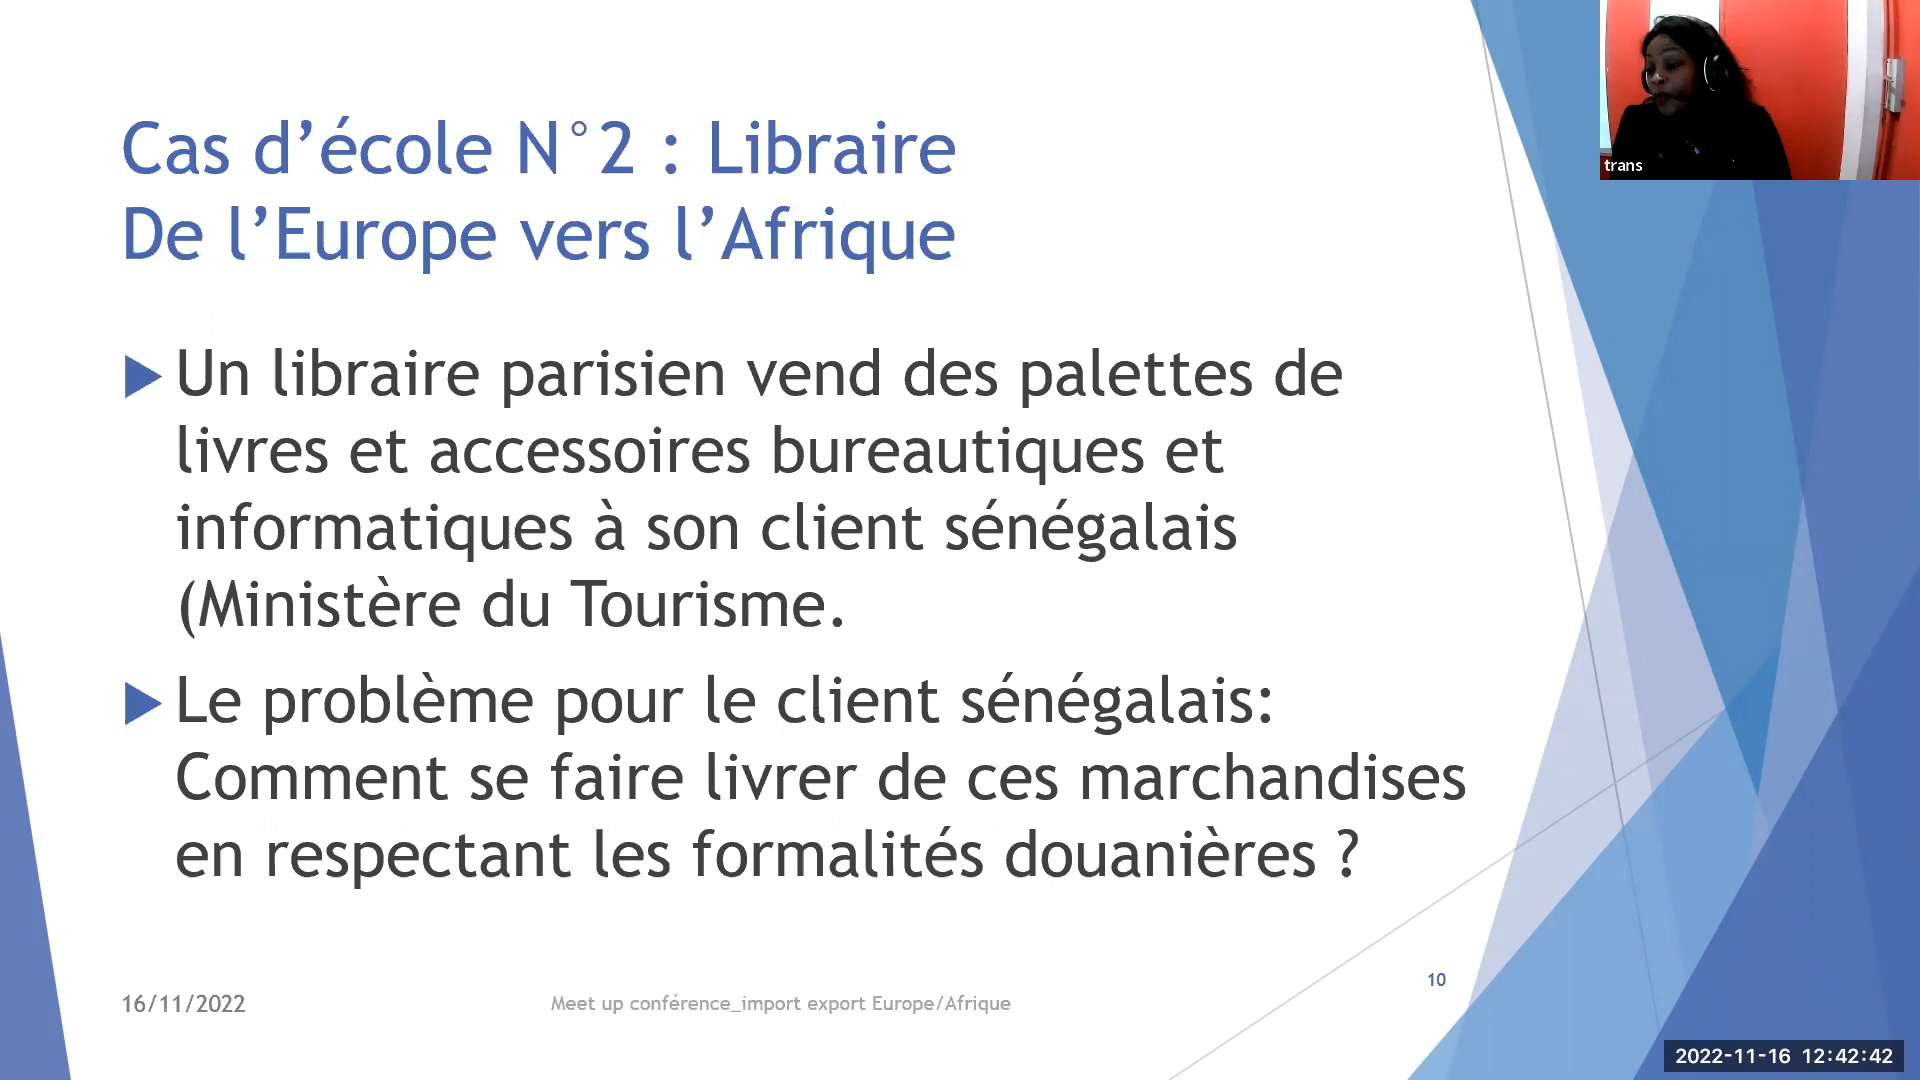 Cas d’école N°2 : Libraire
De l’Europe vers l’Afrique
Un libraire parisien vend des palettes de
livres et accessoires bureautiques et
informatiques à son client sénégalais
(Ministère du Tourisme.
Le problème pour le client sénégalais:
Comment se faire livrer de ces marchandises
en respectant les formalités douanières ?
10
16/11/2022
Meet up conférence_import export Europe/Afrique
trans
2022-11-16 12:42:42